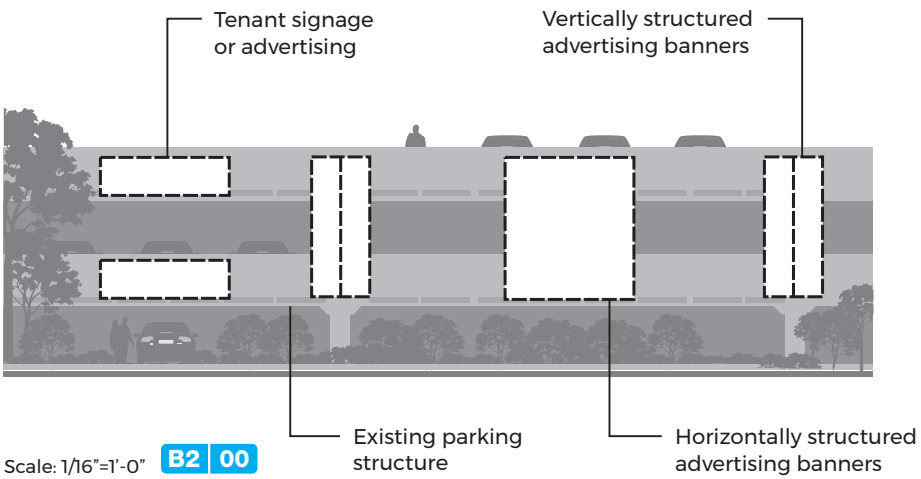 Tenant signage
or advertising
Vertically structured
advertising banners
Existing parking
structure
Horizontally structured
advertising banners
Scale: 1/16”=1’-0” B2 00